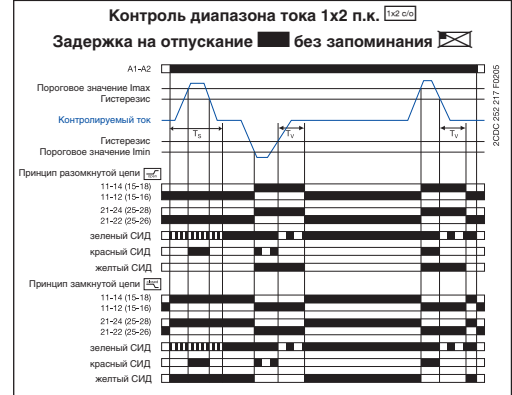 Контроль диапазона тока 1x2 п.к. 1x2 c/o
Задержка на отпускание без запоминания
A1-A2
Пороговое значение Imax
Гистерезис
Контролируемый ток
Ts
Tv
Tv
Гистерезис
Пороговое значение Imin
2CDC 252 217 F0205
Принцип разомкнутой цепи
11-14 (15-18)
11-12 (15-16)
21-24 (25-28)
21-22 (25-26)
зеленый СИД
красный СИД
желтый СИД
Принцип замкнутой цепи
11-14 (15-18)
11-12 (15-16)
21-24 (25-28)
21-22 (25-26)
зеленый СИД
красный СИД
желтый СИД